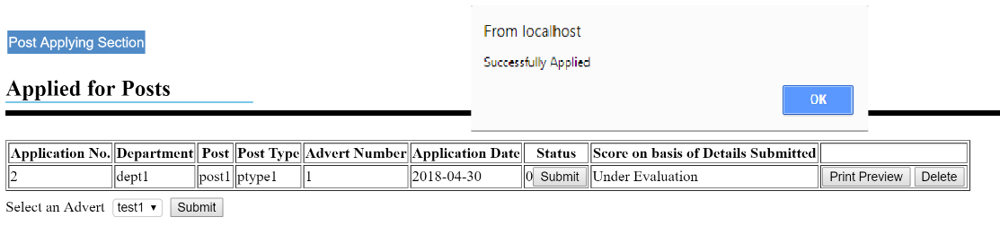 From localhost
Successfully Applied
OK
Post Applying Section
Applied for Posts
Application No. Department Post Post Type Advert Number Application Date Status Score on basis of Details Submitted
2 dept1 post1 ptype1 1 2018-04-30 0 Submit Under Evaluation Print Preview Delete
Select an Advert test1 Submit